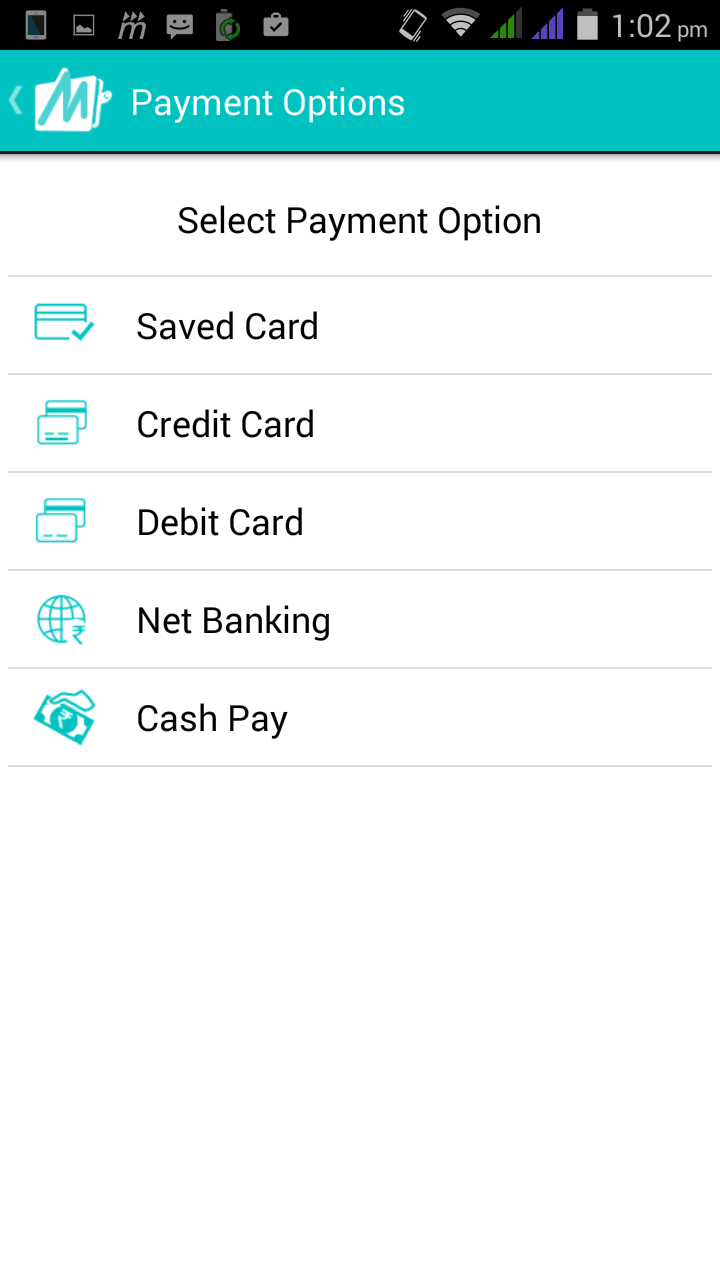 1:02 pm
Payment Options
Select Payment Option
Saved Card
Credit Card
Debit Card
Net Banking
Cash Pay